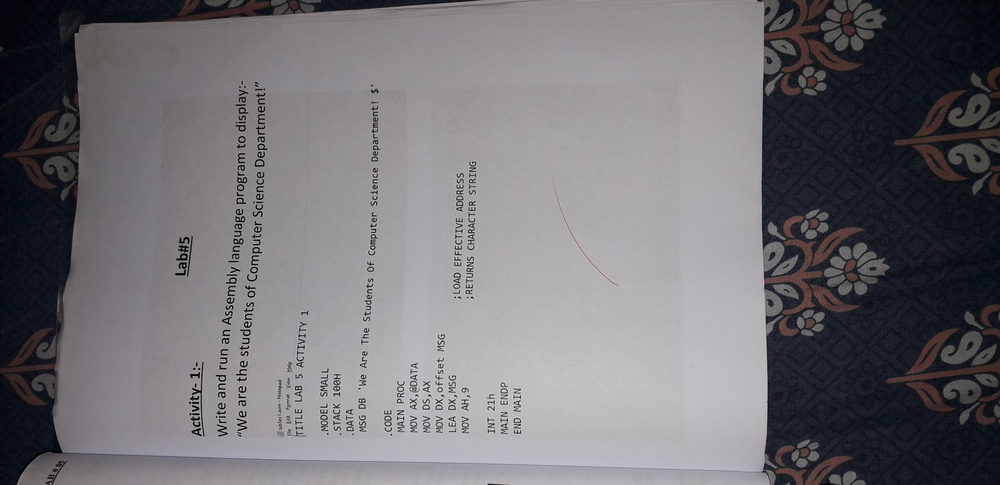 AB # 05
Lab#5
Activity- 1:-
Write and run an Assembly language program to display:-
“We are the students of Computer Science Department!”
lab5ac1.asm - Notepad
File Edit Format View Help
TITLE LAB 5 ACTIVITY 1
.MODEL SMALL
.STACK 100H
.DATA
MSG DB 'We Are The Students Of Computer Science Department! $'
.CODE
MAIN PROC
MOV AX,@DATA
MOV DS,AX
MOV DX,offset MSG
LEA DX,MSG ;LOAD EFFECTIVE ADDRESS
MOV AH,9 ;RETURNS CHARACTER STRING
INT 21h
MAIN ENDP
END MAIN